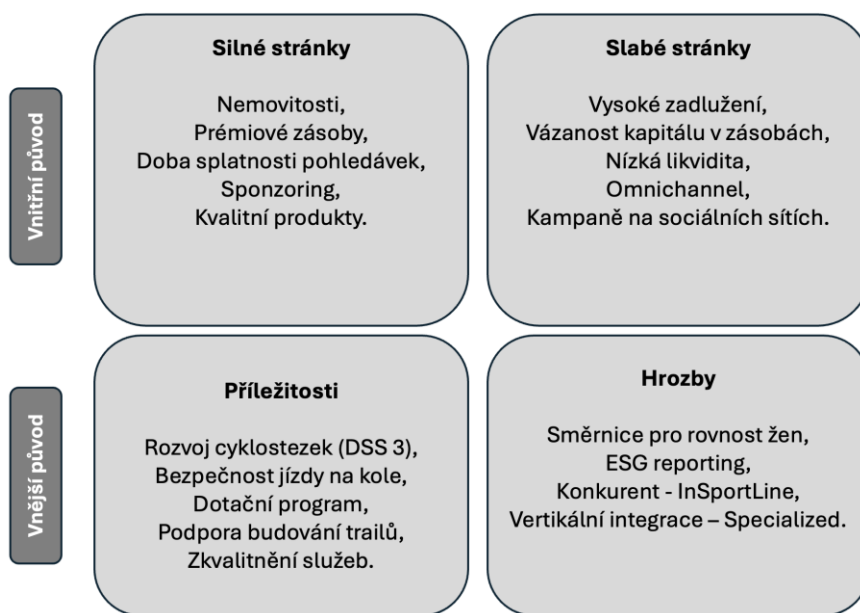 Vnitřní původ
Silné stránky
Nemovitosti,
Prémiové zásoby,
Doba splatnosti pohledávek,
Sponzoring,
Kvalitní produkty.
Slabé stránky
Vysoké zadlužení,
Vázanost kapitálu v zásobách,
Nízká likvidita,
Omnichannel,
Kampaně na sociálních sítích.
Vnější původ
Příležitosti
Rozvoj cyklostezek (DSS 3),
Bezpečnost jízdy na kole,
Dotační program,
Podpora budování trailů,
Zkvalitnění služeb.
Hrozby
Směrnice pro rovnost žen,
ESG reporting,
Konkurent - InSportLine,
Vertikální integrace – Specialized.